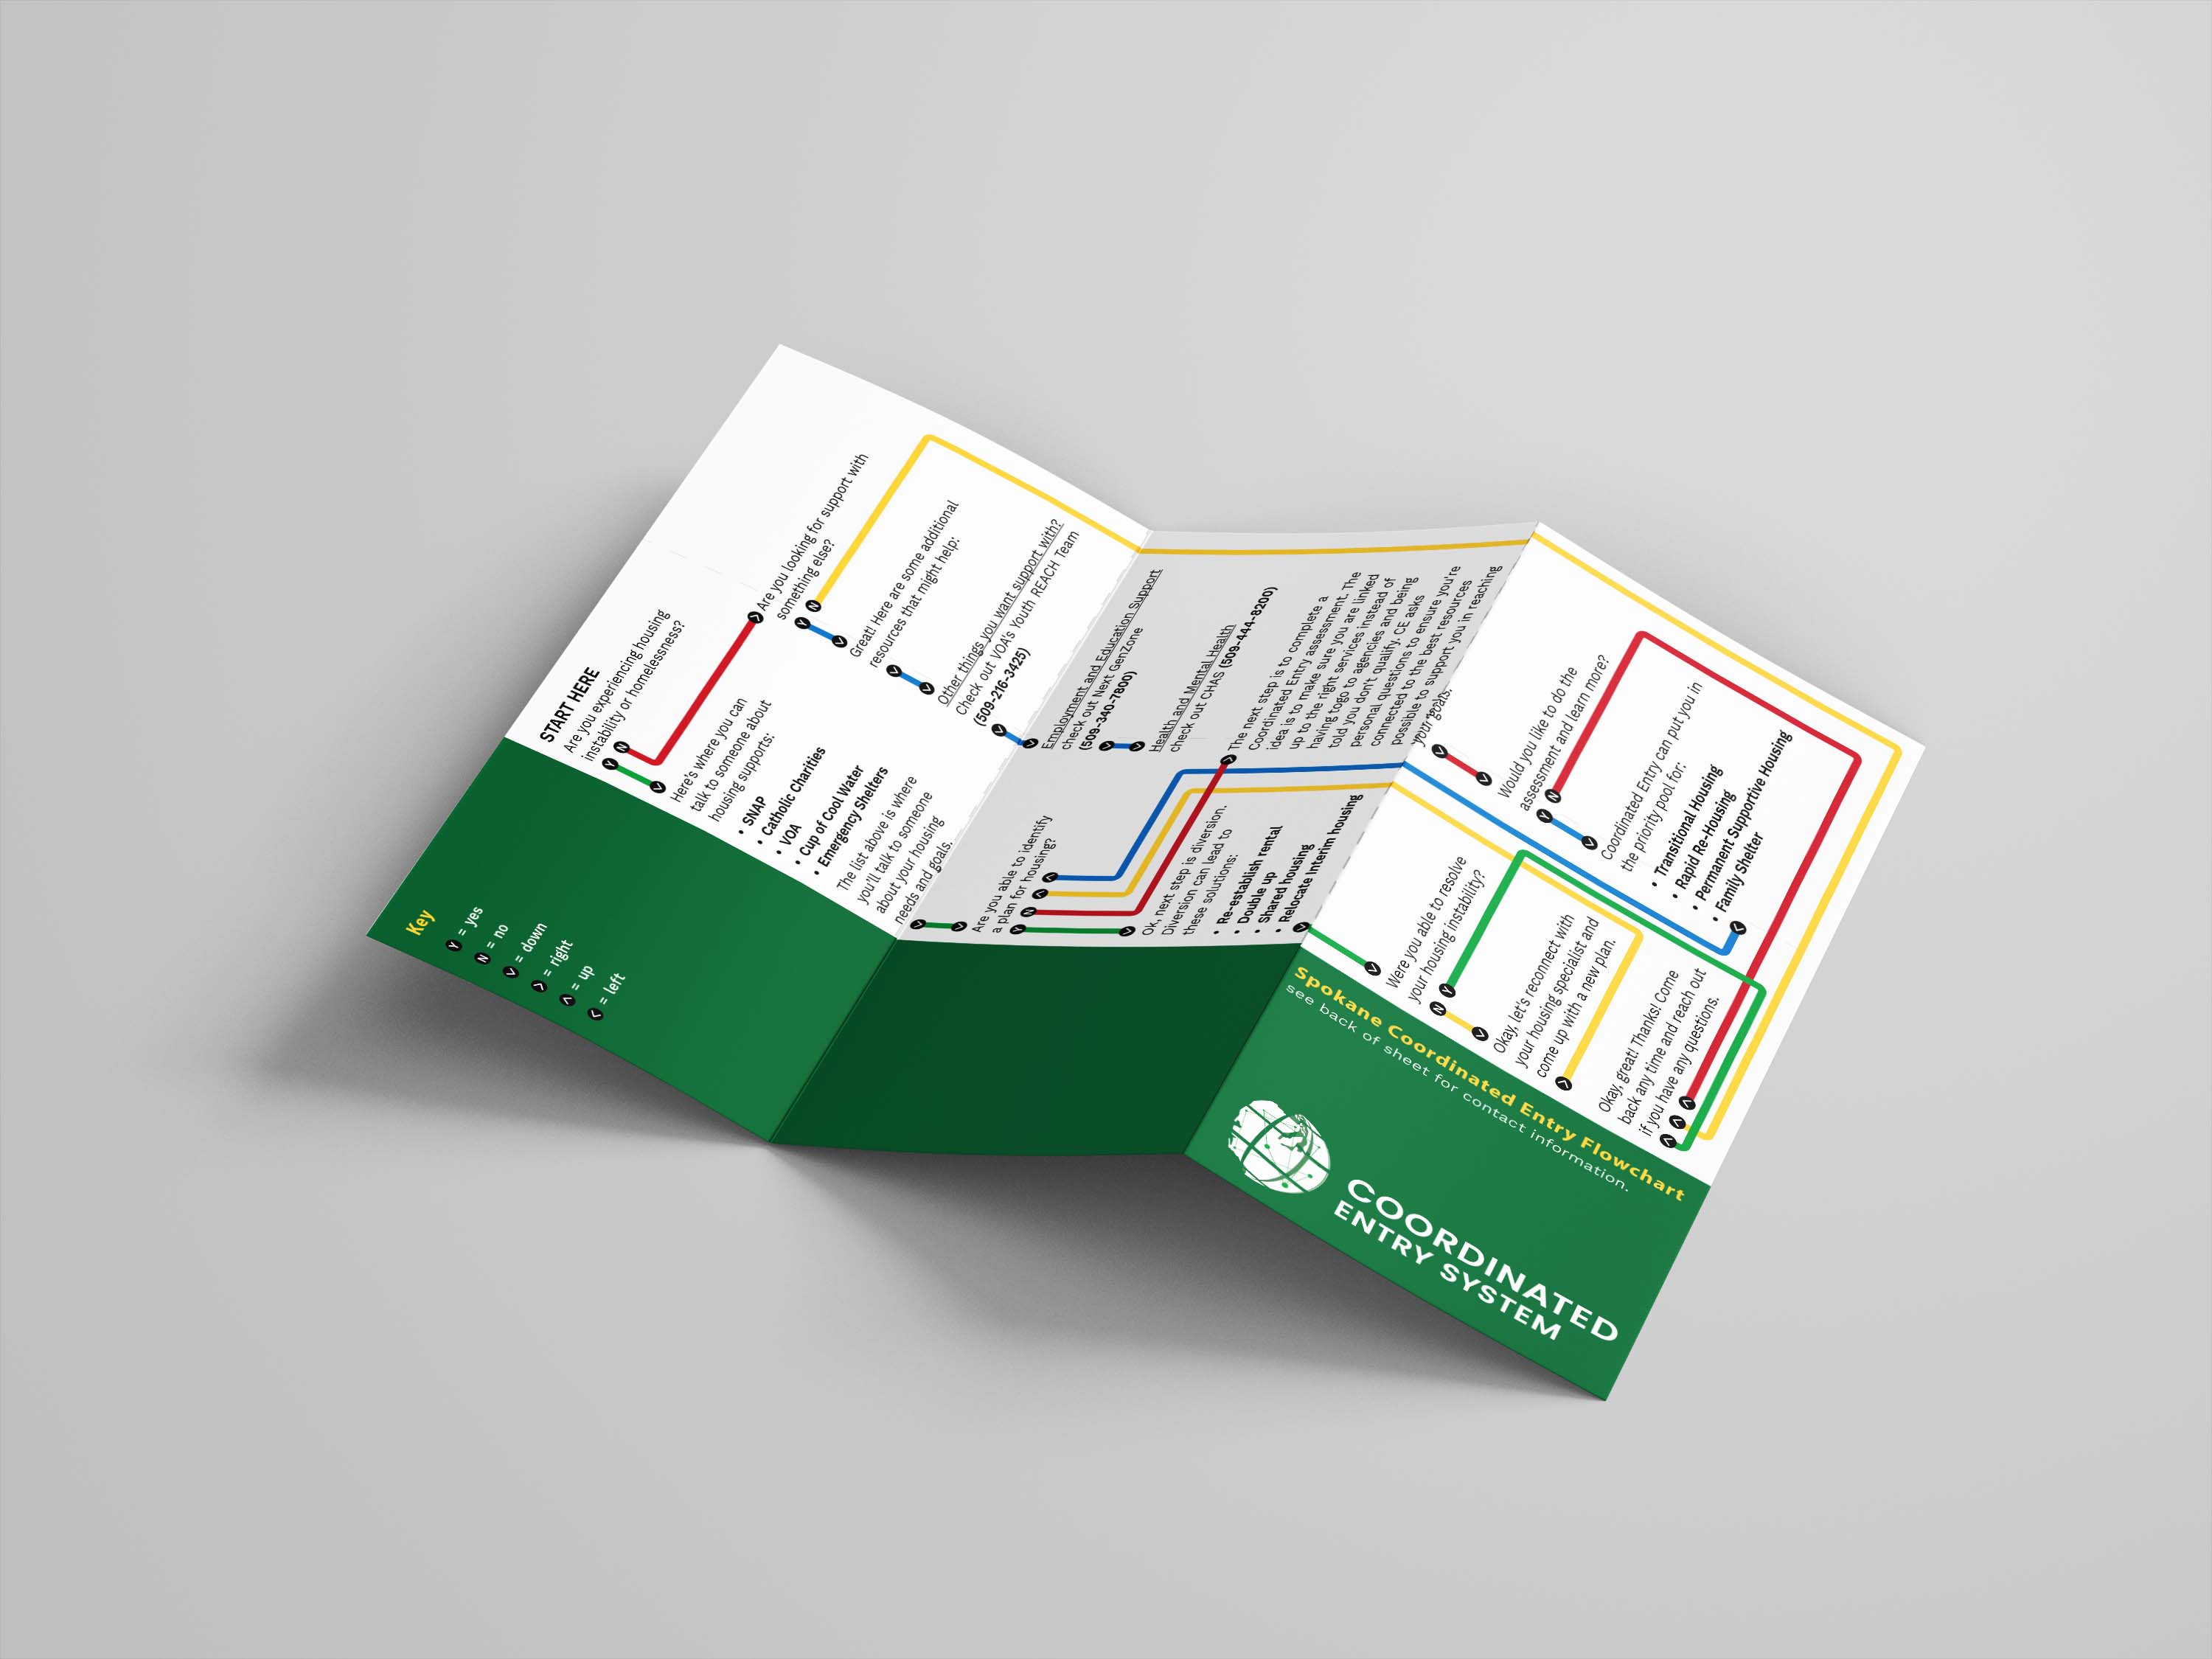 START HERE
Are you experiencing housing
instability or homelessness?
Y
N
Here's where you can
talk to someone about
housing supports:
• SNAP
• Catholic Charities
• VOA
• Cup of Cool Water
• Emergency Shelters
The list above is where
you'll talk to someone
about your housing
needs and goals.
Are you looking for support with
something else?
Y
N
Great! Here are some additional
resources that might help:
Other things you want support with?
Check out VOA's Youth REACH Team
(509-216-3425)
Employment and Education Support
check out Next GenZone
(509-340-7800)
Health and Mental Health
check out CHAS (509-444-8200)
Are you able to identify
a plan for housing?
Y
N
Ok, next step is diversion.
Diversion can lead to
these solutions:
• Re-establish rental
• Double up
• Shared housing
• Relocate Interim housing
The next step is to complete a
Coordinated Entry assessment. The
idea is to make sure you are linked
up to the right services instead of
having togo to agencies and being
told you don't qualify. CE asks
personal questions to ensure you're
connected to the best resources
possible to support you in reaching
your goals.
Would you like to do the
assessment and learn more?
Y
N
Coordinated Entry can put you in
the priority pool for:
• Transitional Housing
• Rapid Re-Housing
• Permanent Supportive Housing
• Family Shelter
Were you able to resolve
your housing instability?
N
Y
Okay, let's reconnect with
your housing specialist and
come up with a new plan.
Okay, great! Thanks! Come
back any time and reach out
if you have any questions.
Key
Y = yes
N = no
v = down
> = right
^ = up
< = left
Spokane Coordinated Entry Flowchart
see back of sheet for contact information.
COORDINATED
ENTRY SYSTEM